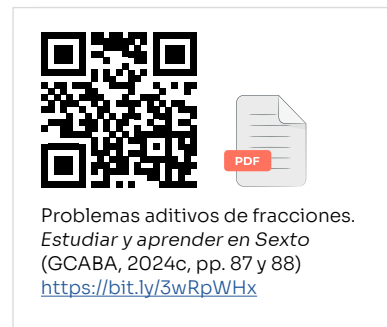 PDF
Problemas aditivos de fracciones.
Estudiar y aprender en Sexto
(GCABA, 2024c, pp. 87 y 88)
https://bit.ly/3wRpWHx